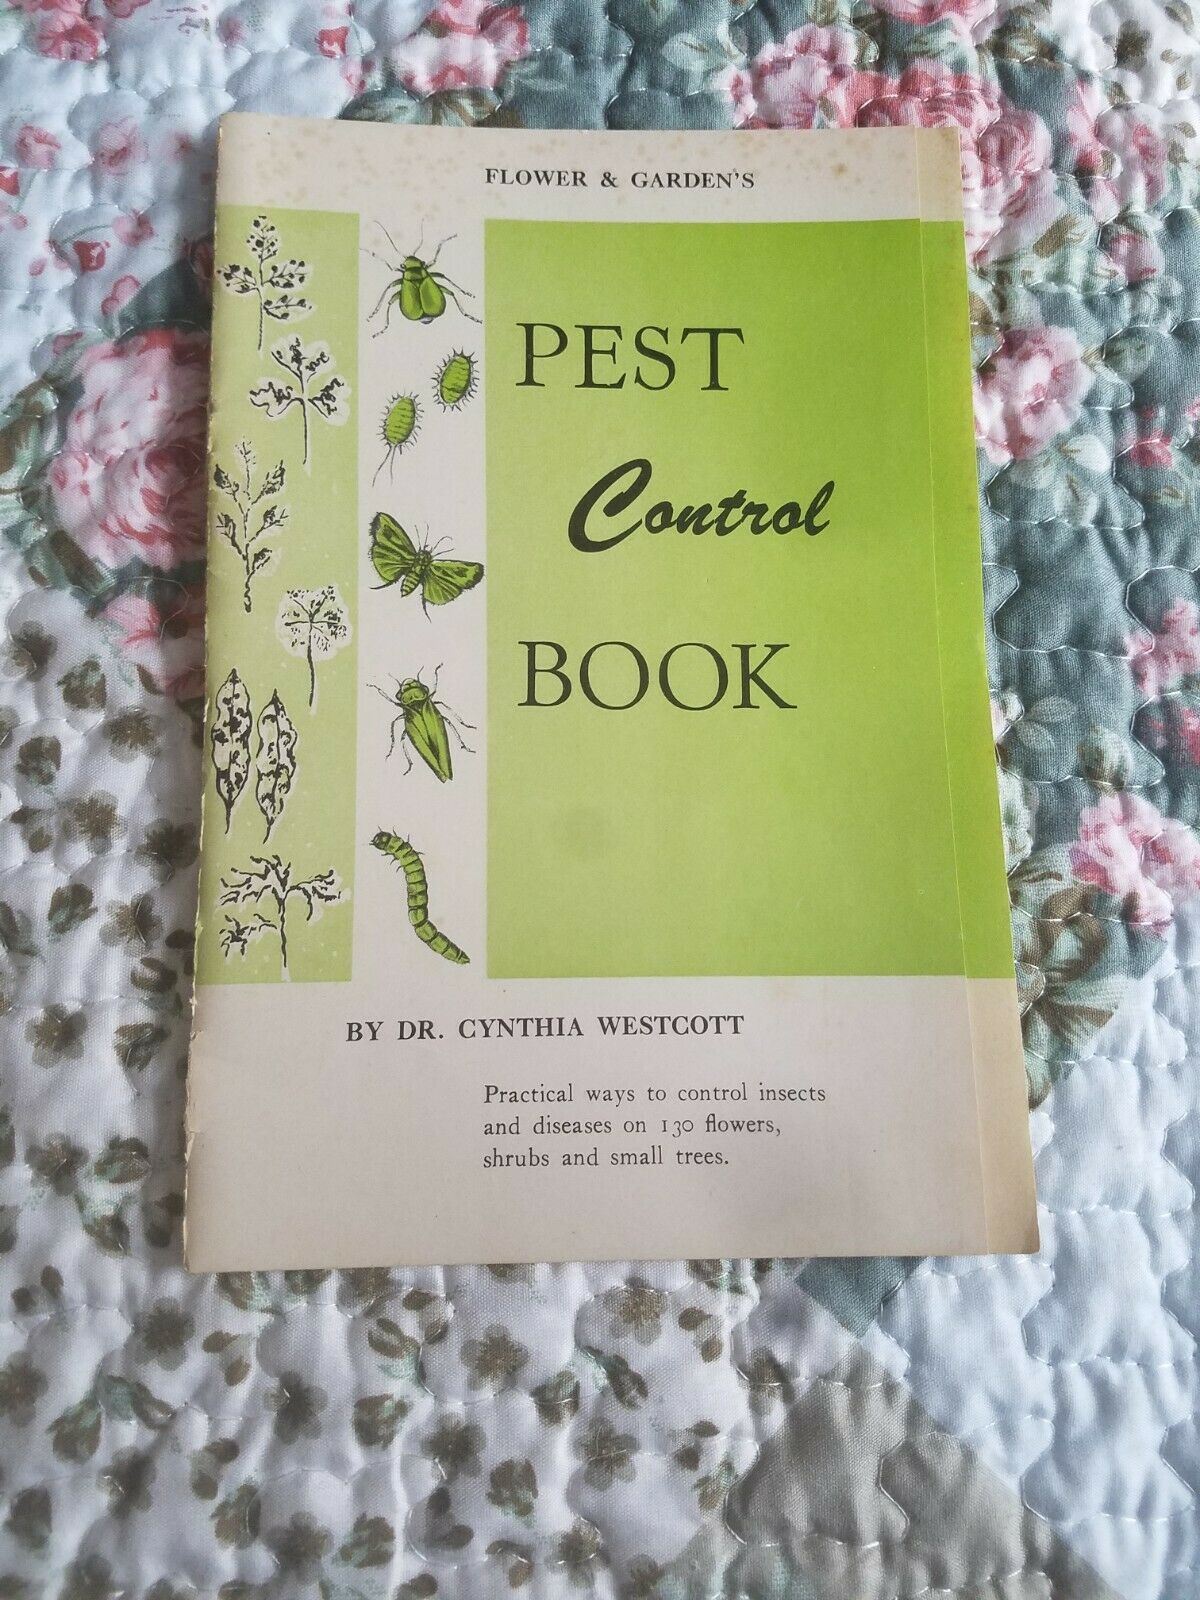 FLOWER & GARDEN'S
PEST
Control
BOOK
BY DR. CYNTHIA WESTCOTT
Practical ways to control insects
and diseases on 130 flowers,
shrubs and small trees.